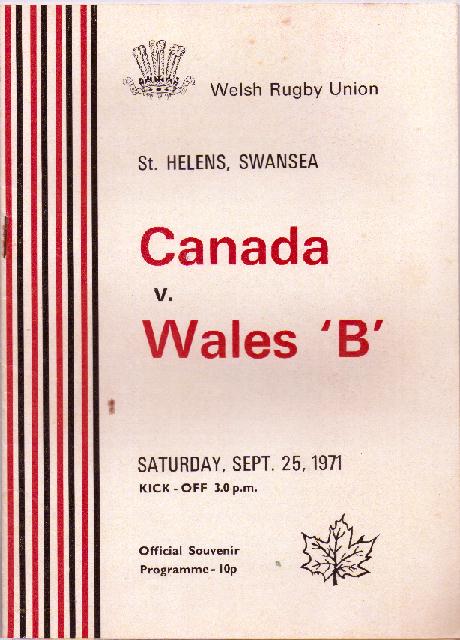 Welsh Rugby Union
St. HELENS, SWANSEA
Canada
v.
Wales ‘B’
SATURDAY, SEPT. 25, 1971
KICK - OFF 3.0 p.m.
Official Souvenir
Programme - 10p